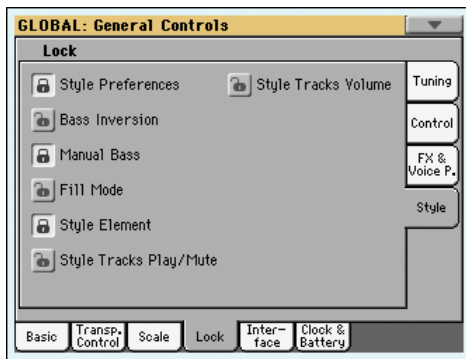 GLOBAL: General Controls
Lock
Style Preferences
Style Tracks Volume
Bass Inversion
Manual Bass
Fill Mode
Style Element
Style Tracks Play/Mute
Tuning
Control
FX &
Voice P.
Style
Basic
Transp.
Control
Scale
Lock
Inter-
face
Clock &
Battery